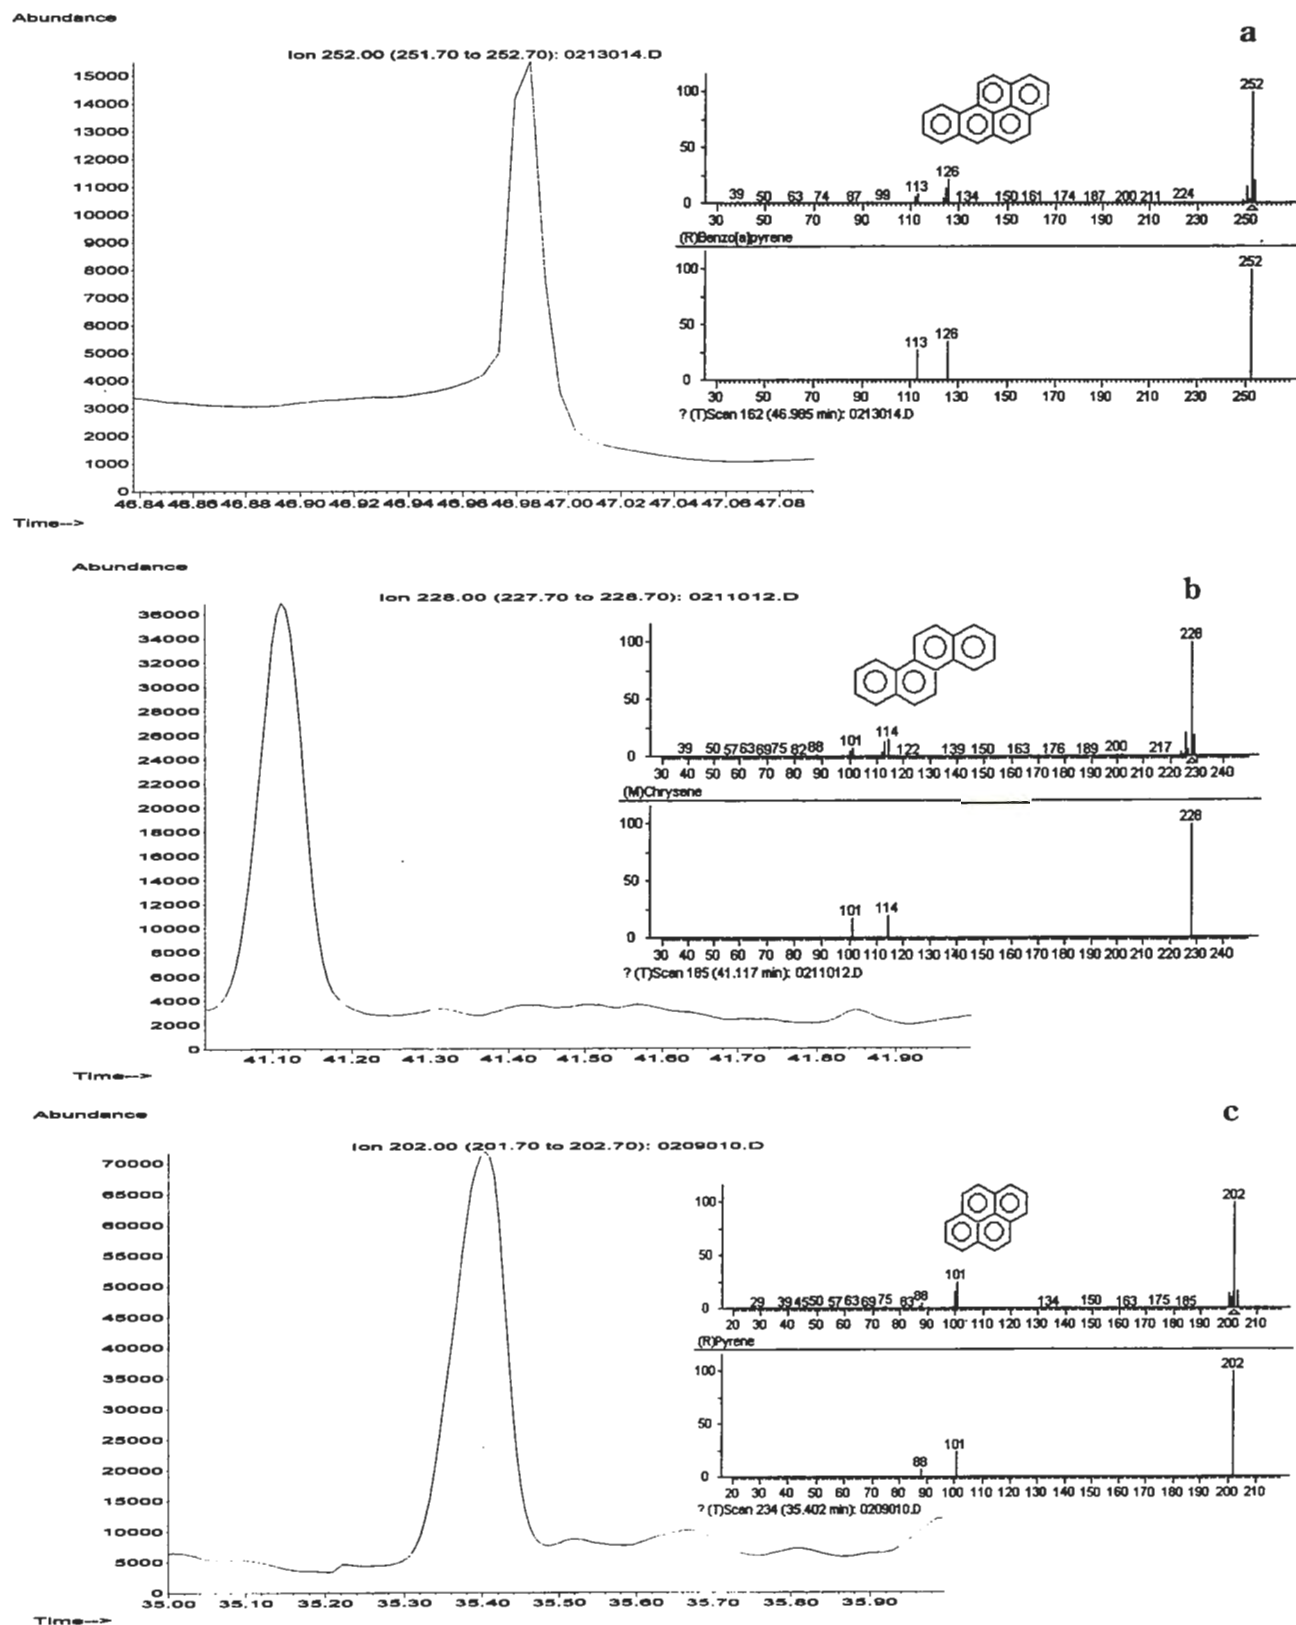 Abundance
a
Ion 252.00 (251.70 to 252.70): 0213014.D
15000
14000
13000
12000
11000
10000
9000
8000
7000
6000
5000
4000
3000
2000
1000
0
46.84 46.86 46.88 46.90 46.92 46.94 46.96 46.98 47.00 47.02 47.04 47.06 47.08
Time-->
100
50
0
252
126
113
39 50 63 74 87 99 134 150 161 174 187 200 211 224
30 50 70 90 110 130 150 170 190 210 230 250
(R)Benzo[a]pyrene
100
50
0
252
126
113
30 50 70 90 110 130 150 170 190 210 230 250
? (T)Scan 162 (46.985 min): 0213014.D
Abundance
b
Ion 228.00 (227.70 to 228.70): 0211012.D
36000
34000
32000
30000
28000
26000
24000
22000
20000
18000
16000
14000
12000
10000
8000
6000
4000
2000
0
41.10 41.20 41.30 41.40 41.50 41.60 41.70 41.80 41.90
Time-->
100
50
0
228
114
101
39 50 57 63 69 75 82 88 122 139 150 163 176 189 200 217
30 40 50 60 70 80 90 100 110 120 130 140 150 160 170 180 190 200 210 220 230 240
(M)Chrysene
100
50
0
228
101 114
30 40 50 60 70 80 90 100 110 120 130 140 150 160 170 180 190 200 210 220 230 240
? (T)Scan 185 (41.117 min): 0211012.D
Abundance
c
Ion 202.00 (201.70 to 202.70): 0209010.D
70000
65000
60000
55000
50000
45000
40000
35000
30000
25000
20000
15000
10000
5000
0
35.00 35.10 35.20 35.30 35.40 35.50 35.60 35.70 35.80 35.90
Time-->
100
50
0
202
101
29 39 45 50 57 63 69 75 83 88 134 150 163 175 185
20 30 40 50 60 70 80 90 100 110 120 130 140 150 160 170 180 190 200 210
(R)Pyrene
100
50
0
202
101
88
20 30 40 50 60 70 80 90 100 110 120 130 140 150 160 170 180 190 200 210
? (T)Scan 234 (35.402 min): 0209010.D